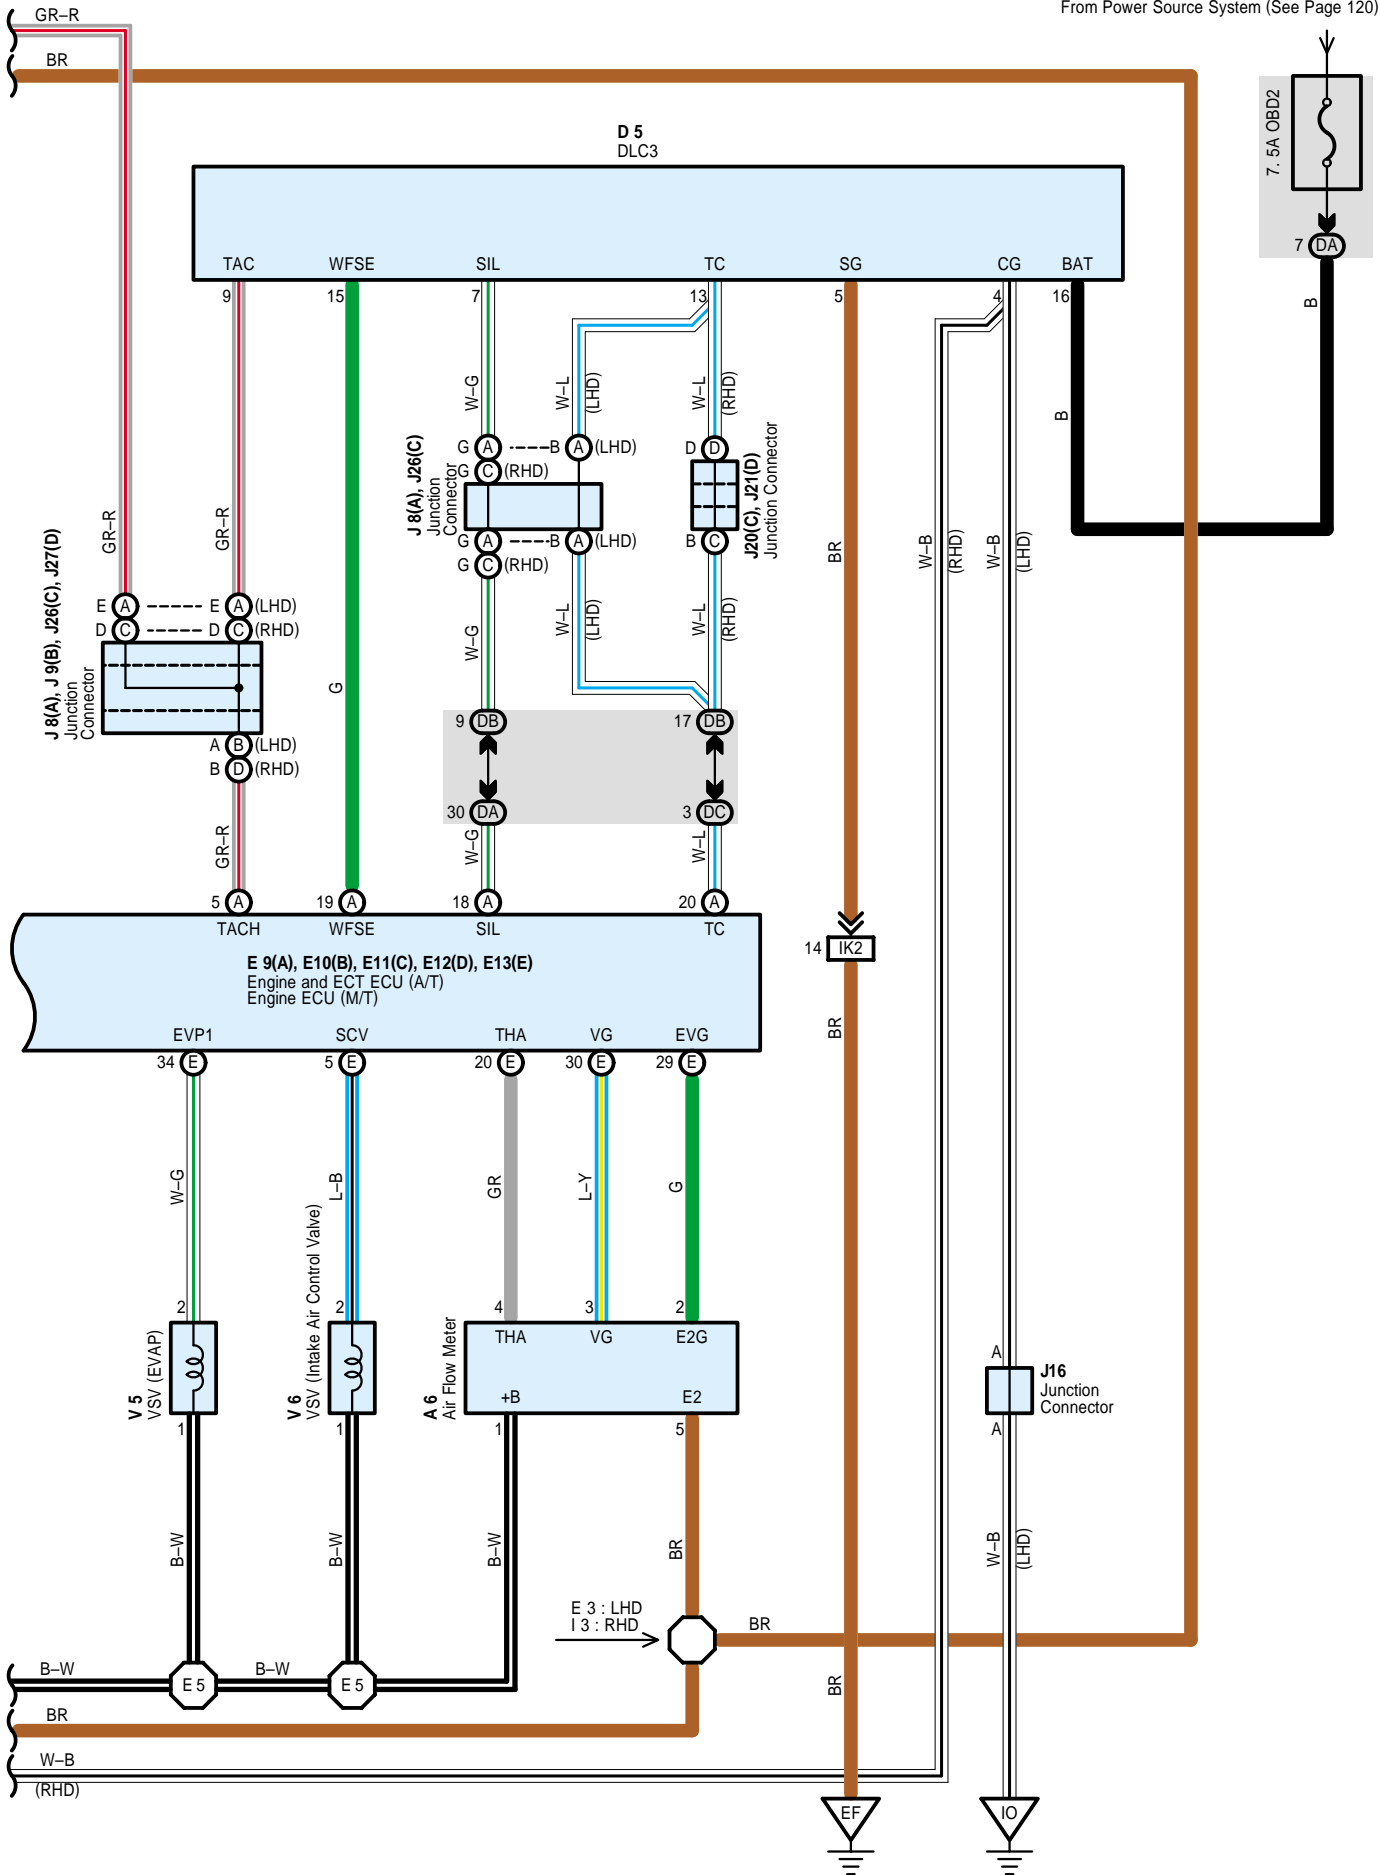 From Power Source System (See Page 120)
GR–R
BR
7. 5A OBD2
7 DA
B
D 5
DLC3
TAC WFSE SIL TC SG CG BAT
9 15 7 13 5 4 16
B
W–G
W–L
(LHD)
W–L
(RHD)
G A B A (LHD)
G C (RHD)
D D
J 8(A), J26(C)
Junction
Connector
G A B A (LHD)
G C (RHD)
B C
J20(C), J21(D)
Junction Connector
GR–R
GR–R
BR
W–B
(RHD)
W–B
(LHD)
E A E A (LHD)
D C D C (RHD)
J 8(A), J 9(B), J26(C), J27(D)
Junction
Connector
W–G
W–L
(LHD)
W–L
(RHD)
G
A B (LHD)
B D (RHD)
9 DB
17 DB
30 DA
3 DC
GR–R
W–G
W–L
5 A 19 A 18 A 20 A
TACH WFSE SIL TC
E 9(A), E10(B), E11(C), E12(D), E13(E)
Engine and ECT ECU (A/T)
Engine ECU (M/T)
14 IK2
BR
EVP1 SCV THA VG EVG
34 E 5 E 20 E 30 E 29 E
W–G
L–B
GR
L–Y
G
2 2 4 3 2
V 5
VSV (EVAP)
V 6
VSV (Intake Air Control Valve)
A 6
Air Flow Meter
THA VG E2G
+B E2
1 1 1 5
A
J16
Junction
Connector
A
B–W
B–W
B–W
BR
W–B
(LHD)
E 3 : LHD
I 3 : RHD
BR
B–W
E 5
B–W
E 5
BR
BR
W–B
(RHD)
EF
IO